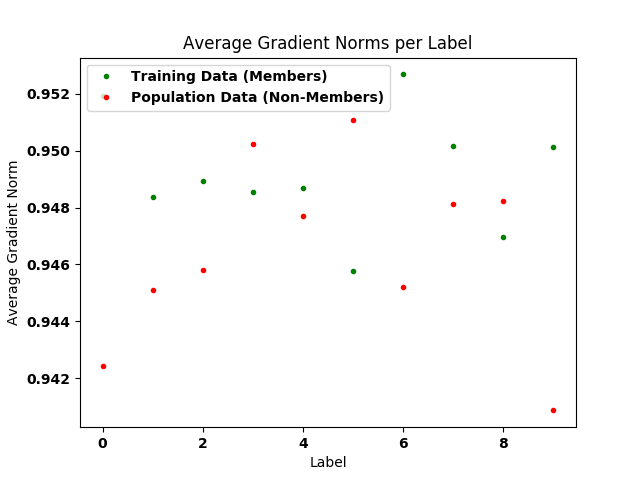 Average Gradient Norms per Label
Training Data (Members)
Population Data (Non-Members)
0.952
0.950
0.948
0.946
0.944
0.942
Average Gradient Norm
0 2 4 6 8
Label